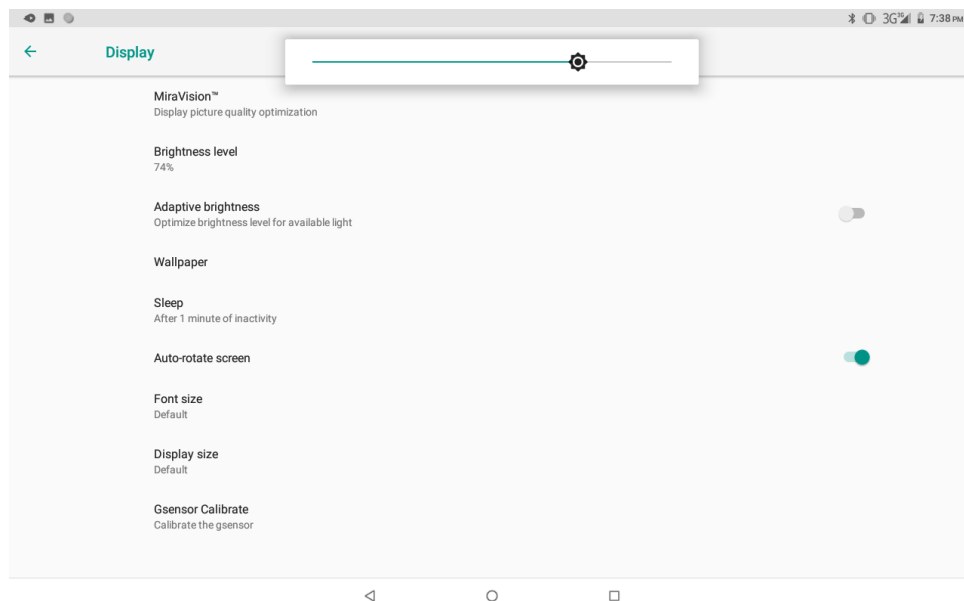 3G 3G 7:38 PM
Display
MiraVision™
Display picture quality optimization
Brightness level
74%
Adaptive brightness
Optimize brightness level for available light
Wallpaper
Sleep
After 1 minute of inactivity
Auto-rotate screen
Font size
Default
Display size
Default
Gsensor Calibrate
Calibrate the gsensor